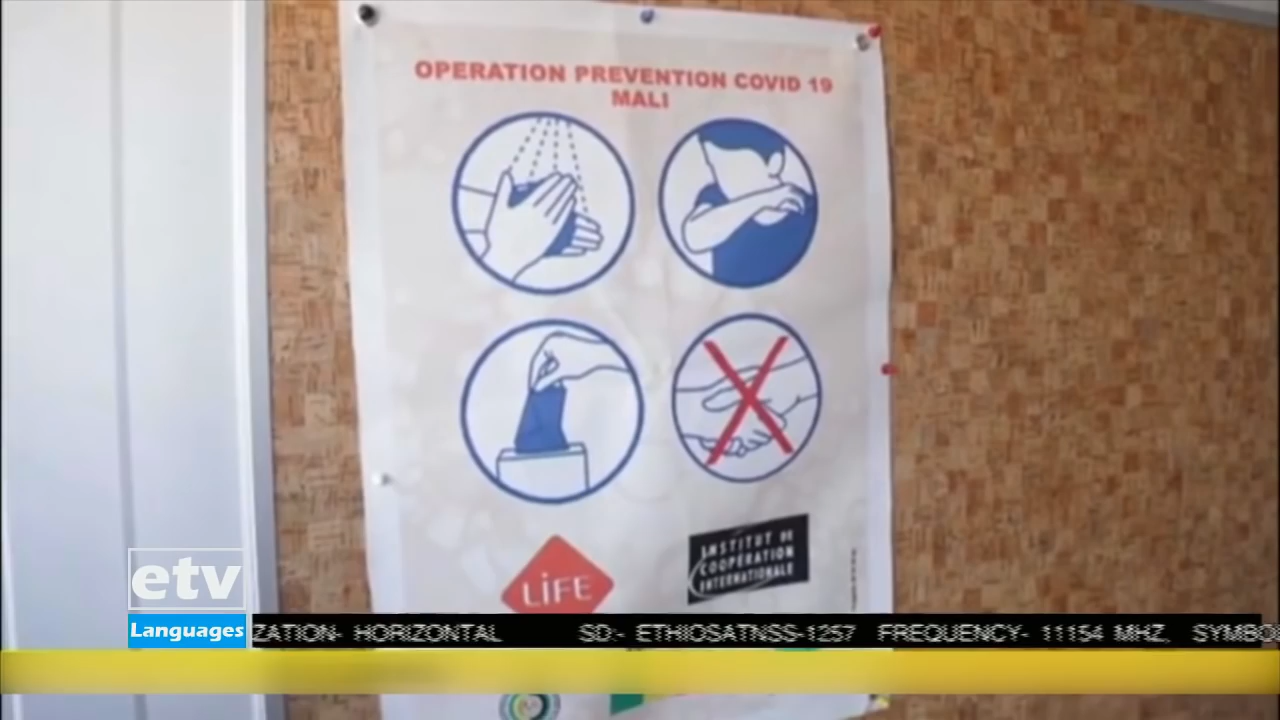 OPERATION PREVENTION COVID 19
MALI
LiFE
INSTITUT DE
COOPÉRATION
INTERNATIONALE
etv
Languages
ZATION- HORIZONTAL SD:- ETHIOSATNSS-1257 FREQUENCY- 11154 MHZ, SYMBO